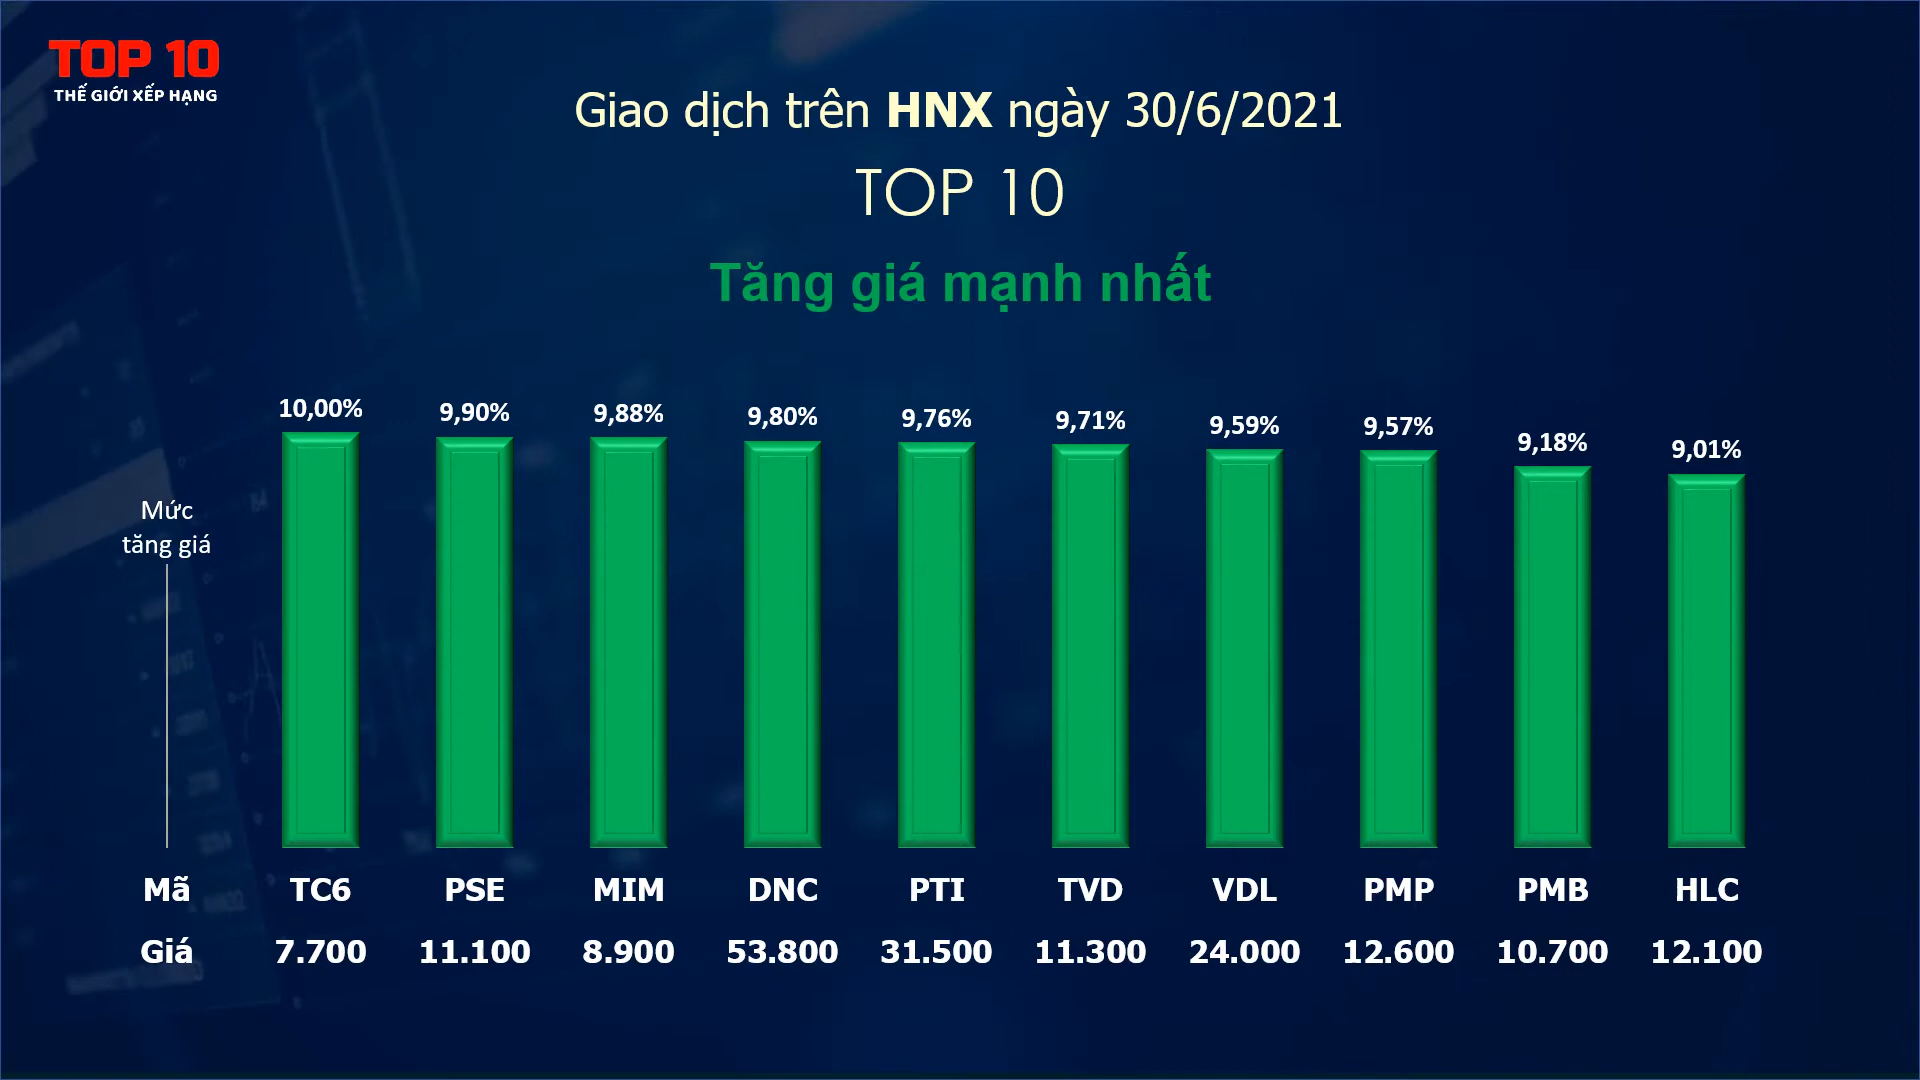 TOP 10
THẾ GIỚI XẾP HẠNG
Giao dịch trên HNX ngày 30/6/2021
TOP 10
Tăng giá mạnh nhất
10,00% 9,90% 9,88% 9,80% 9,76% 9,71% 9,59% 9,57% 9,18% 9,01%
Mức
tăng giá
Mã TC6 PSE MIM DNC PTI TVD VDL PMP PMB HLC
Giá 7.700 11.100 8.900 53.800 31.500 11.300 24.000 12.600 10.700 12.100